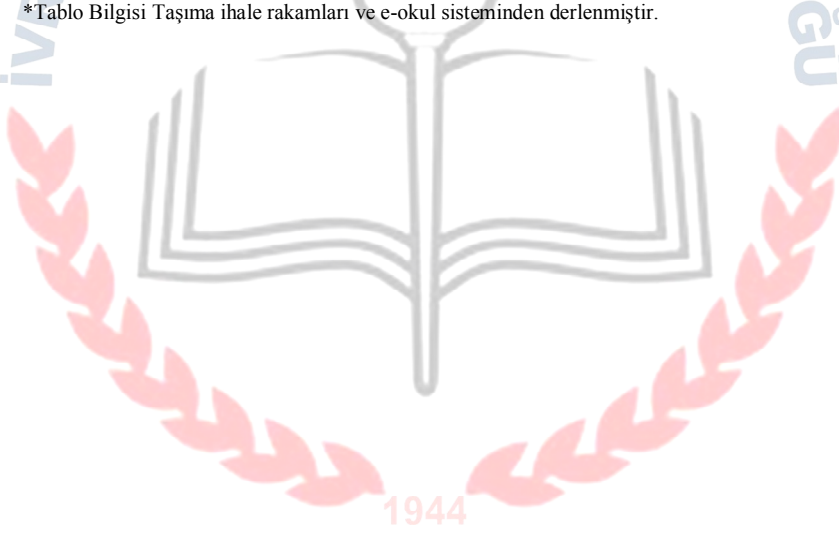 *Tablo Bilgisi Taşıma ihale rakamları ve e-okul sisteminden derlenmiştir.
1944